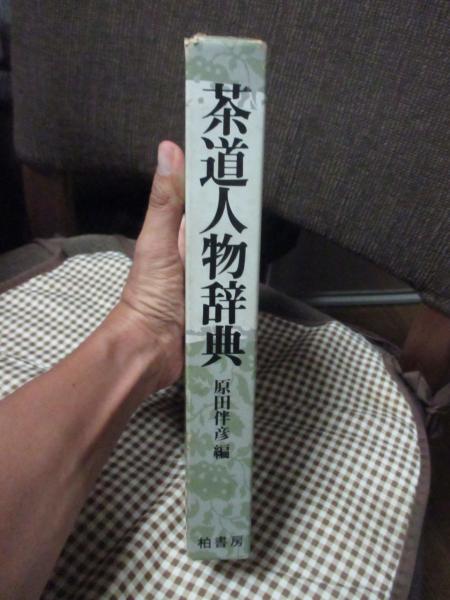 茶道人物辞典
原田伴彦 編
柏書房